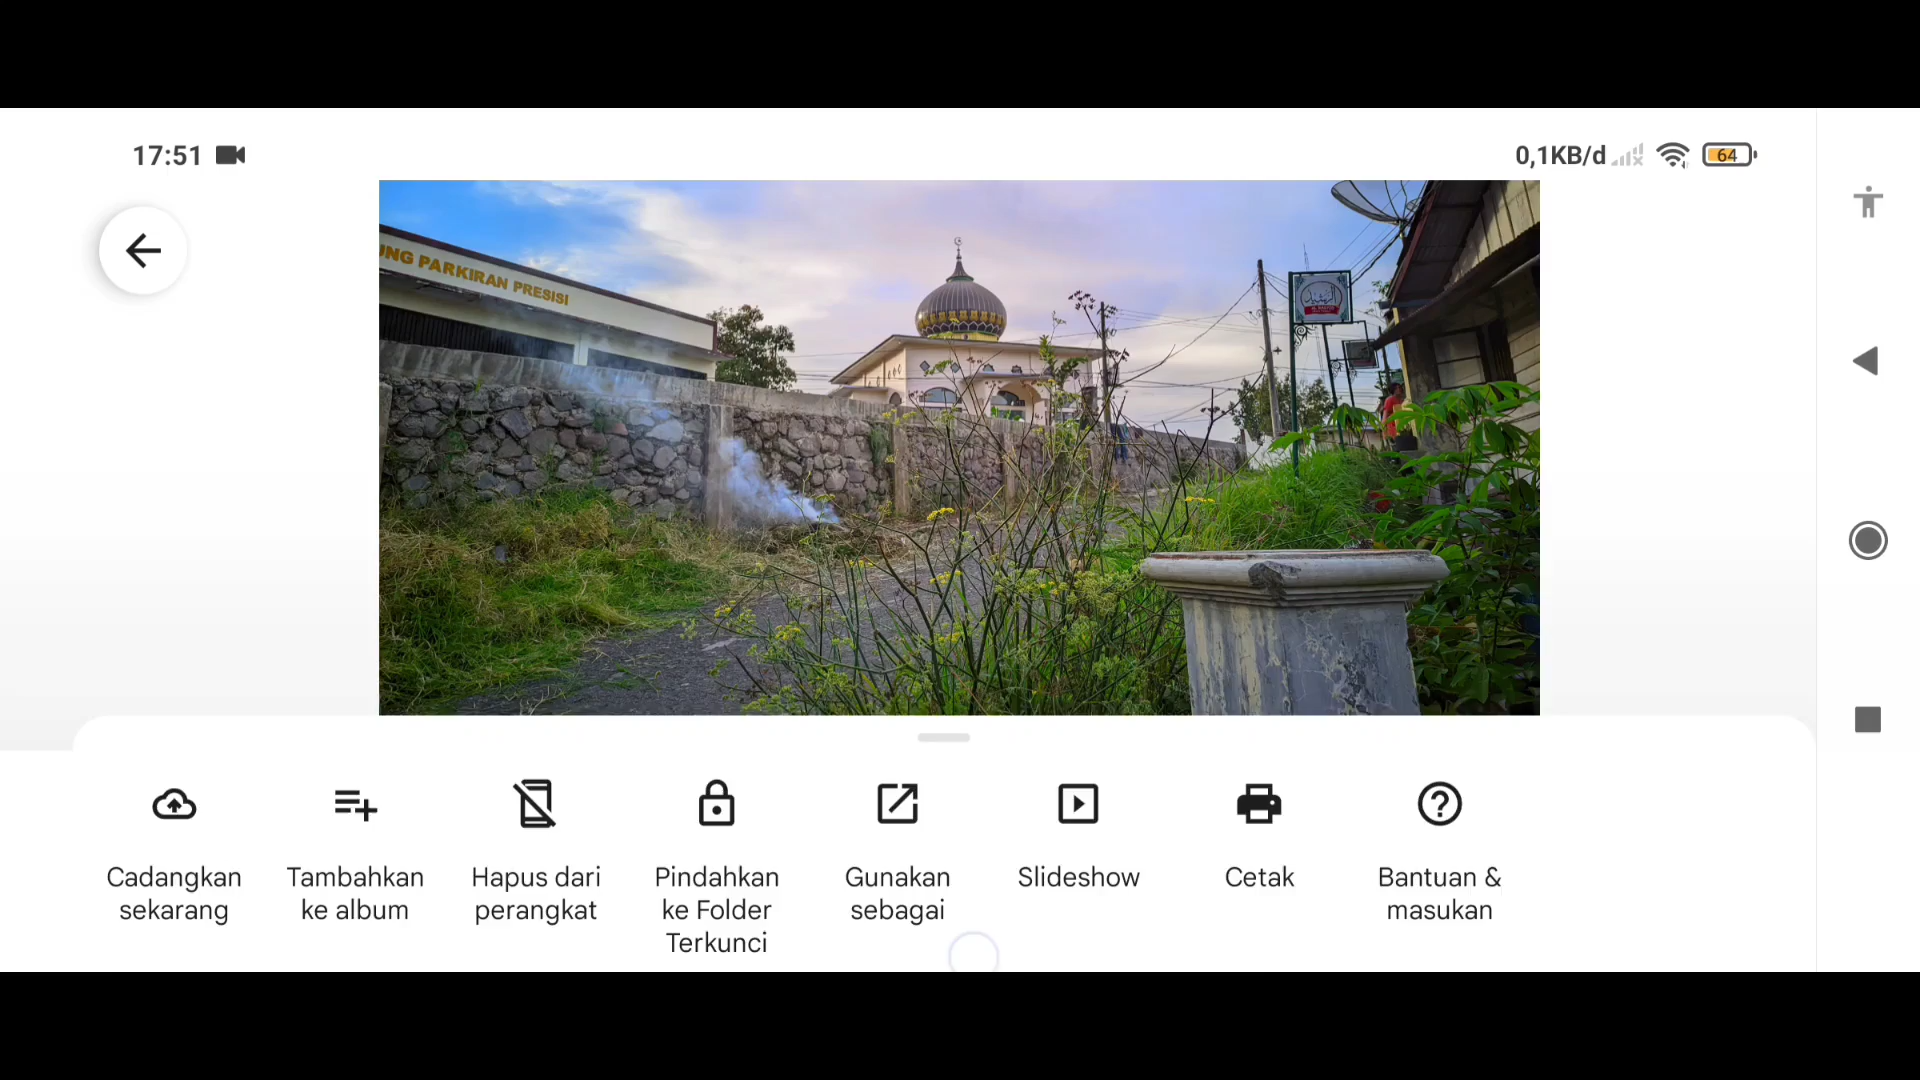 17:51
0,1KB/d
64
UNG PARKIRAN PRESISI
Cadangkan
sekarang
Tambahkan
ke album
Hapus dari
perangkat
Pindahkan
ke Folder
Terkunci
Gunakan
sebagai
Slideshow
Cetak
Bantuan &
masukan